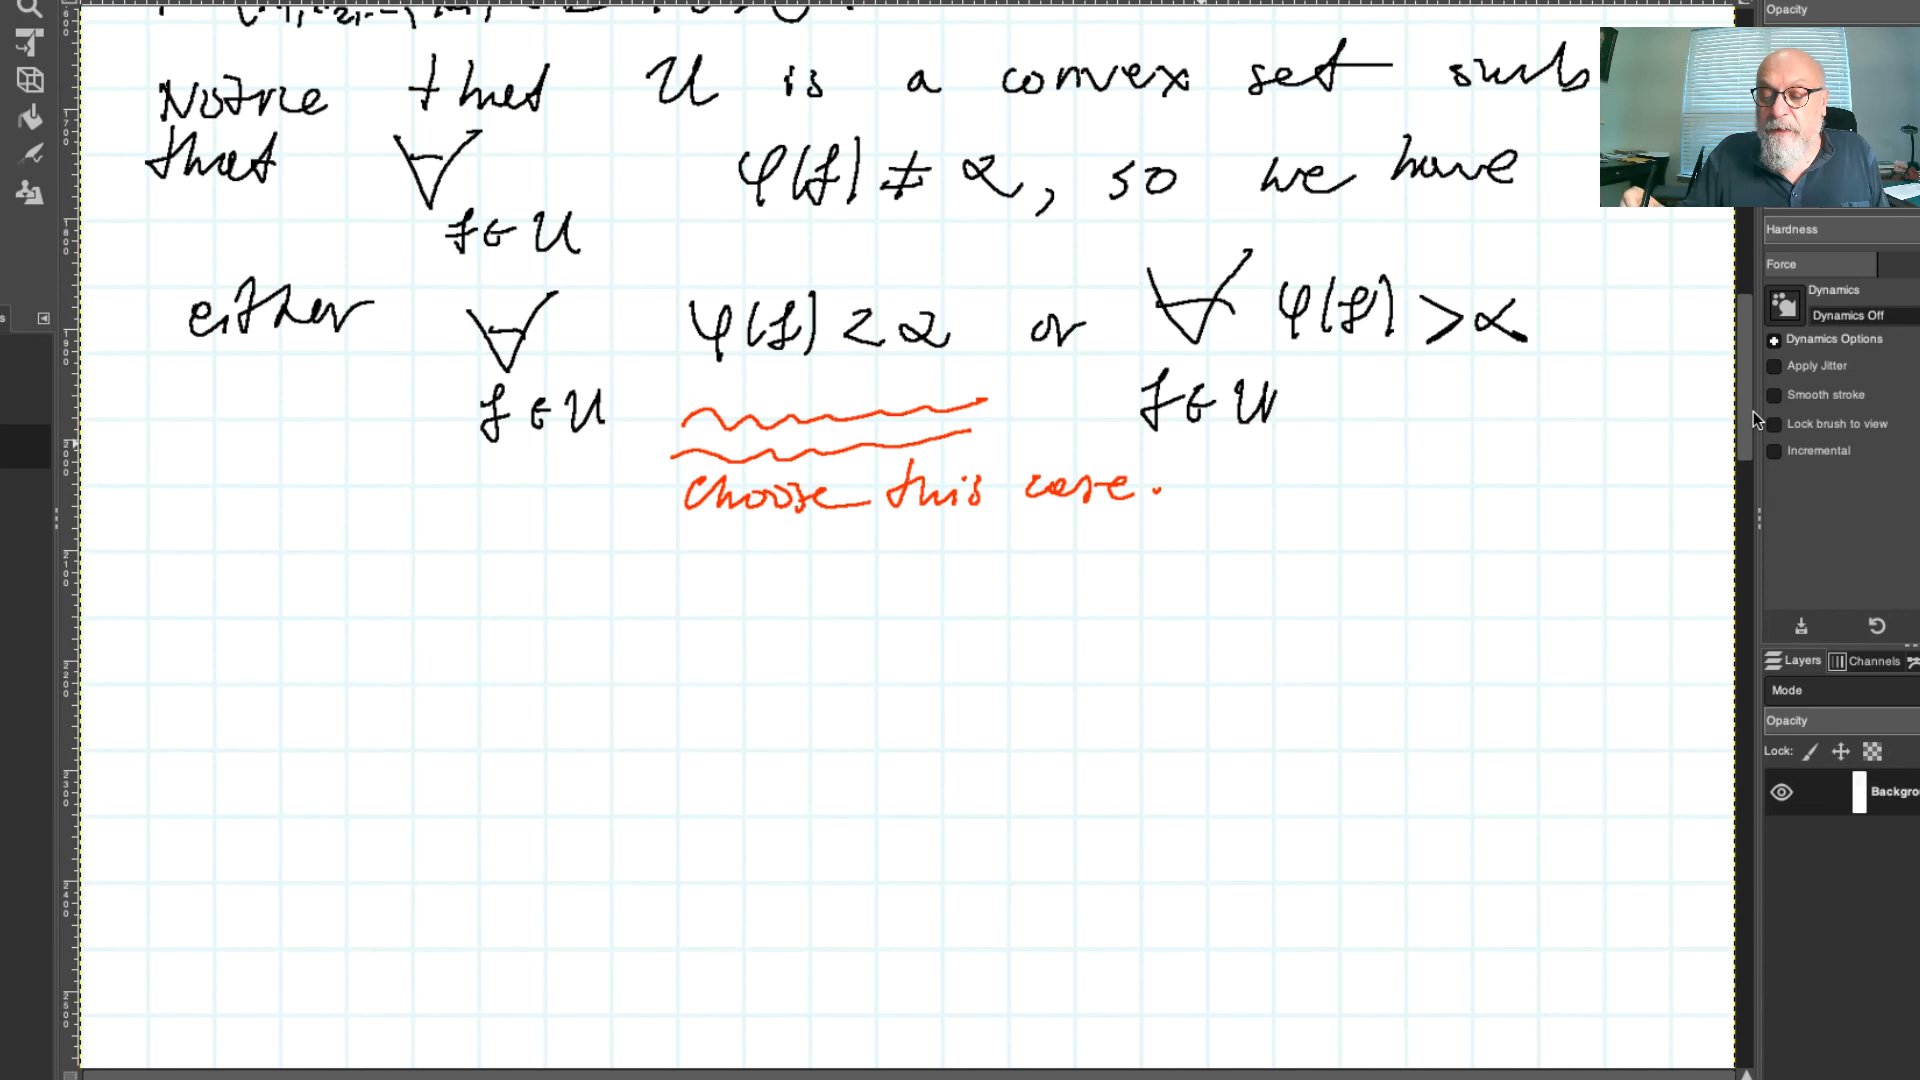 Opacity
Notice that U is a convex set such
that ∀ φ(f) ≠ α, so we have
f∈U
either ∀ φ(f) < α or ∀ φ(f) > α
f∈U f∈U
choose this case.
Hardness
Force
Dynamics
Dynamics Off
Dynamics Options
Apply Jitter
Smooth stroke
Lock brush to view
Incremental
Layers Channels
Mode
Opacity
Lock:
Backgro